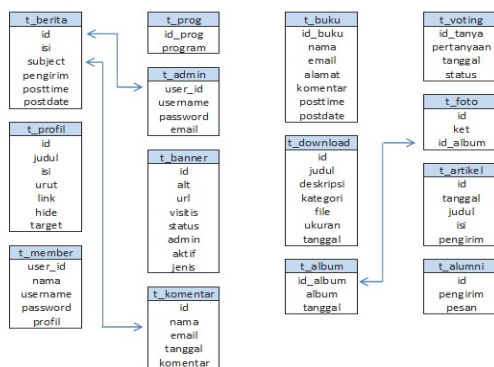 t_berita
id
isi
subject
pengirim
posttime
postdate
t_profil
id
judul
isi
urut
link
hide
target
t_member
user_id
nama
username
password
profil
t_prog
id_prog
program
t_admin
user_id
username
password
email
t_banner
id
alt
url
visitis
status
admin
aktif
jenis
t_komentar
id
nama
email
tanggal
komentar
t_buku
id_buku
nama
email
alamat
komentar
posttime
postdate
t_download
id
judul
deskripsi
kategori
file
ukuran
tanggal
t_album
id_album
album
tanggal
t_voting
id_tanya
pertanyaan
tanggal
status
t_foto
id
ket
id_album
t_artikel
id
tanggal
judul
isi
pengirim
t_alumni
id
pengirim
pesan